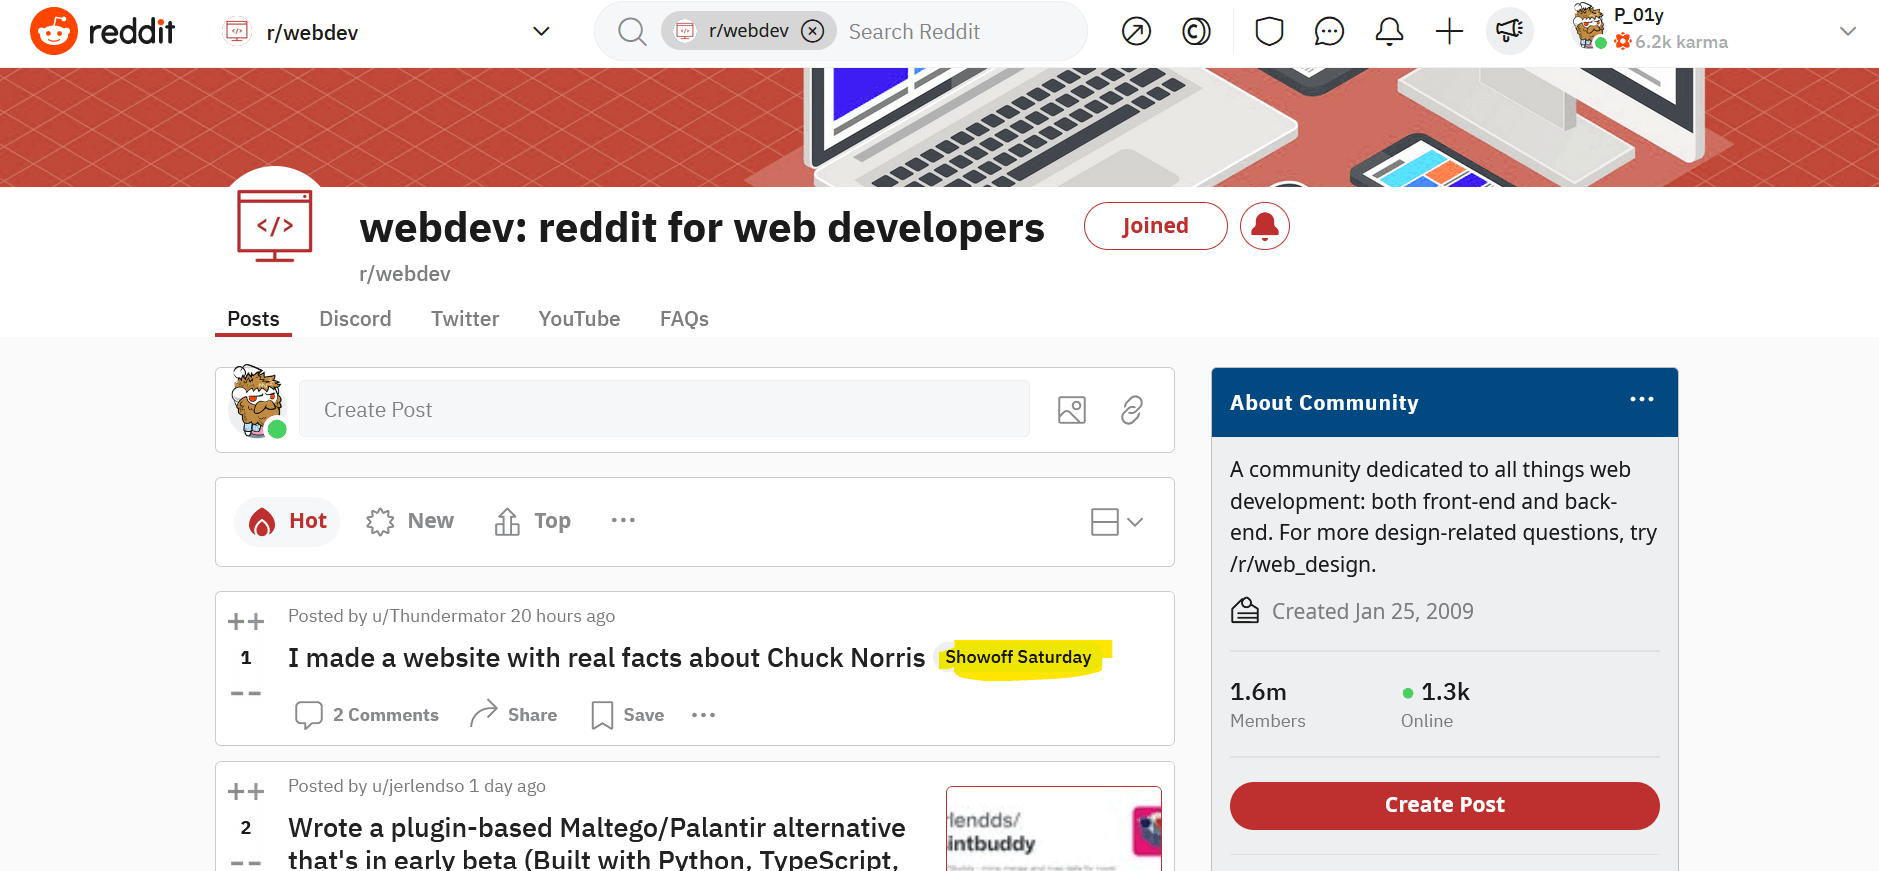 reddit
r/webdev
r/webdev
Search Reddit
P_01y
6.2k karma
</>
webdev: reddit for web developers
Joined
r/webdev
Posts
Discord
Twitter
YouTube
FAQs
Create Post
Hot
New
Top
Posted by u/Thundermator 20 hours ago
1
I made a website with real facts about Chuck Norris
Showoff Saturday
2 Comments
Share
Save
Posted by u/jerlendso 1 day ago
2
Wrote a plugin-based Maltego/Palantir alternative
that's in early beta (Built with Python, TypeScript,
rlendds/
intbuddy
About Community
A community dedicated to all things web
development: both front-end and back-
end. For more design-related questions, try
/r/web_design.
Created Jan 25, 2009
1.6m
Members
1.3k
Online
Create Post